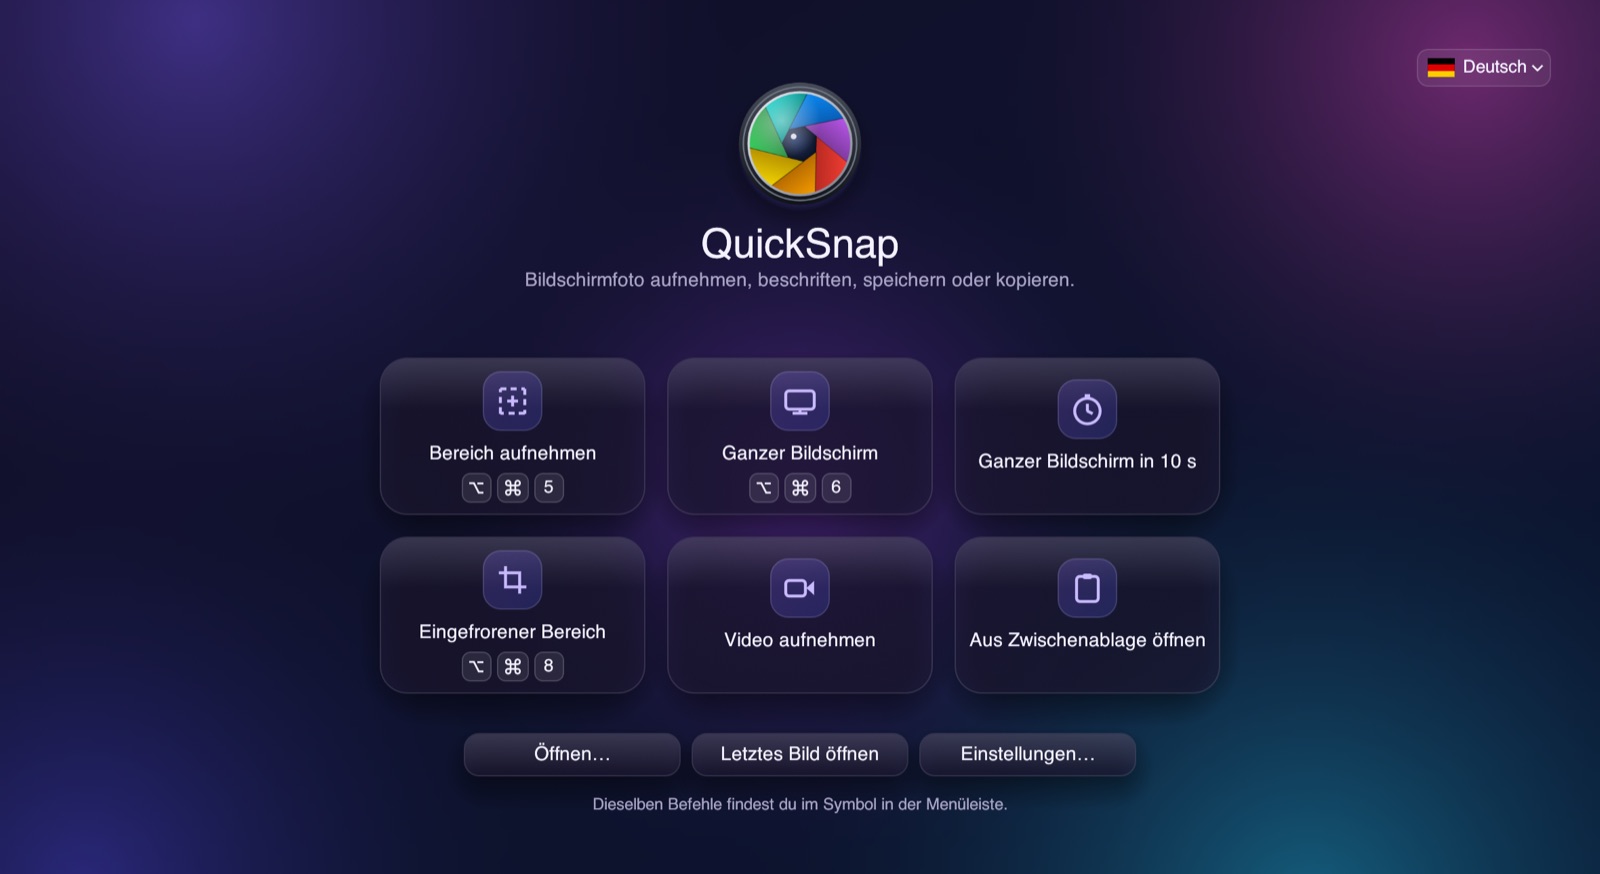 Deutsch
QuickSnap
Bildschirmfoto aufnehmen, beschriften, speichern oder kopieren.
Bereich aufnehmen
⌥ ⌘ 5
Ganzer Bildschirm
⌥ ⌘ 6
Ganzer Bildschirm in 10 s
Eingefrorener Bereich
⌥ ⌘ 8
Video aufnehmen
Aus Zwischenablage öffnen
Öffnen…
Letztes Bild öffnen
Einstellungen…
Dieselben Befehle findest du im Symbol in der Menüleiste.